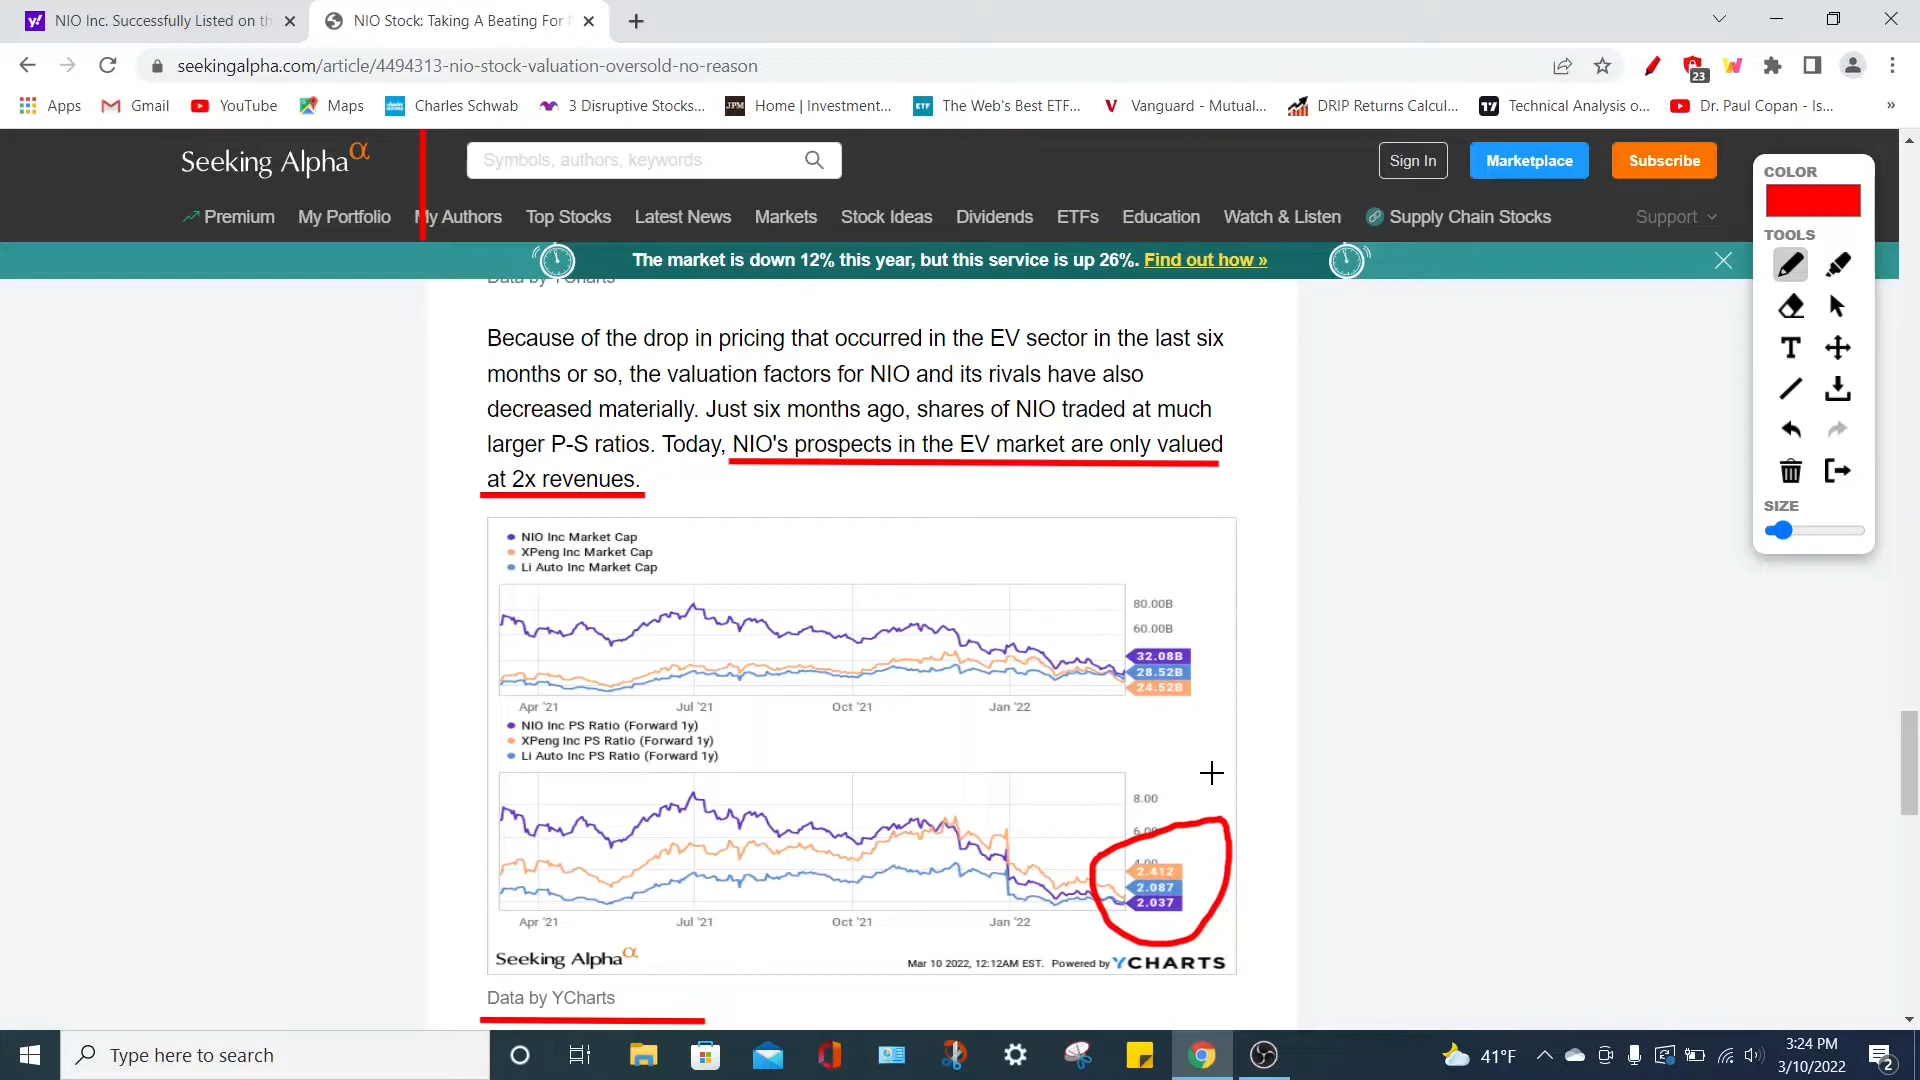 NIO Inc. Successfully Listed on th
NIO Stock: Taking A Beating For
seekingalpha.com/article/4494313-nio-stock-valuation-oversold-no-reason
23
Apps
Gmail
YouTube
Maps
Charles Schwab
3 Disruptive Stocks...
JPM
Home | Investment...
ETF
The Web's Best ETF...
Vanguard - Mutual...
DRIP Returns Calcul...
Technical Analysis o...
Dr. Paul Copan - Is...
»
Seeking Alpha α
Symbols, authors, keywords
Sign In
Marketplace
Subscribe
Premium
My Portfolio
My Authors
Top Stocks
Latest News
Markets
Stock Ideas
Dividends
ETFs
Education
Watch & Listen
Supply Chain Stocks
Support
The market is down 12% this year, but this service is up 26%. Find out how »
COLOR
TOOLS
SIZE
Data by YCharts
Because of the drop in pricing that occurred in the EV sector in the last six
months or so, the valuation factors for NIO and its rivals have also
decreased materially. Just six months ago, shares of NIO traded at much
larger P-S ratios. Today, NIO's prospects in the EV market are only valued
at 2x revenues.
NIO Inc Market Cap
XPeng Inc Market Cap
Li Auto Inc Market Cap
80.00B
60.00B
32.08B
28.52B
24.52B
Apr '21
Jul '21
Oct '21
Jan '22
NIO Inc PS Ratio (Forward 1y)
XPeng Inc PS Ratio (Forward 1y)
Li Auto Inc PS Ratio (Forward 1y)
8.00
6.00
4.00
2.412
2.087
2.037
Apr '21
Jul '21
Oct '21
Jan '22
Seeking Alpha α
Mar 10 2022, 12:12AM EST. Powered by YCHARTS
Data by YCharts
Type here to search
41°F
3:24 PM
3/10/2022
2